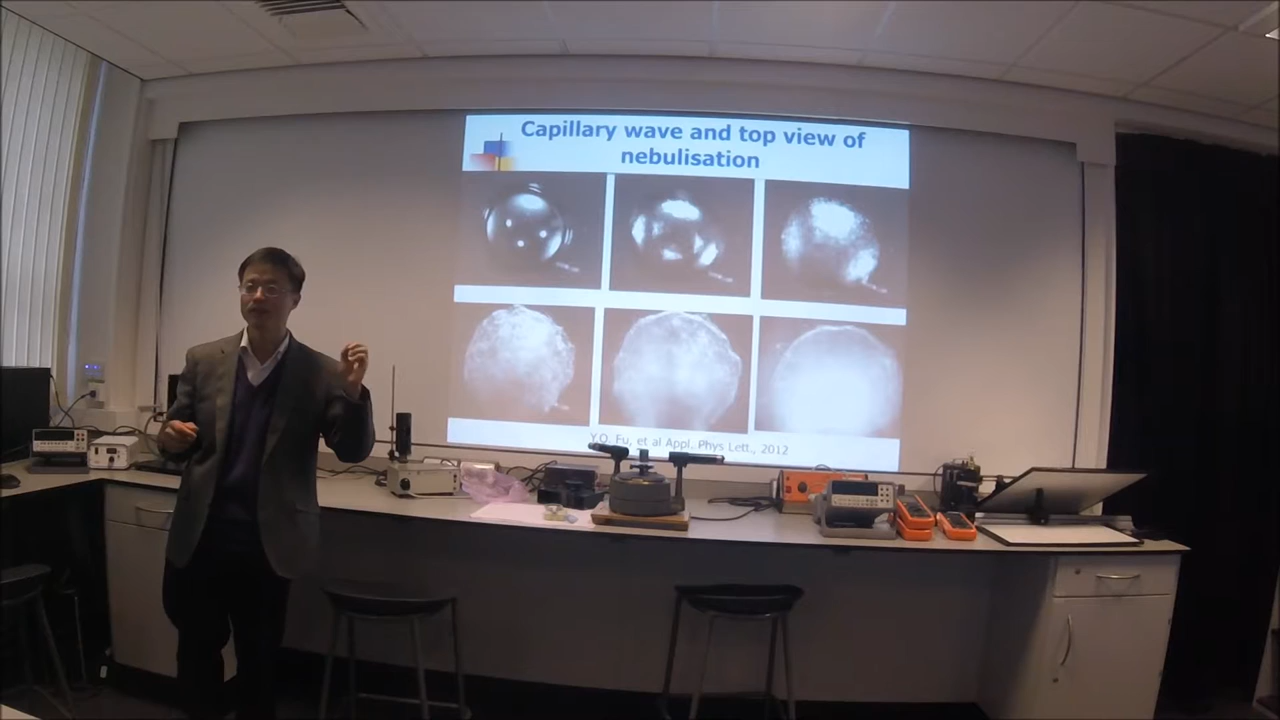 Capillary wave and top view of
nebulisation
Y.Q. Fu, et al Appl. Phys Lett., 2012